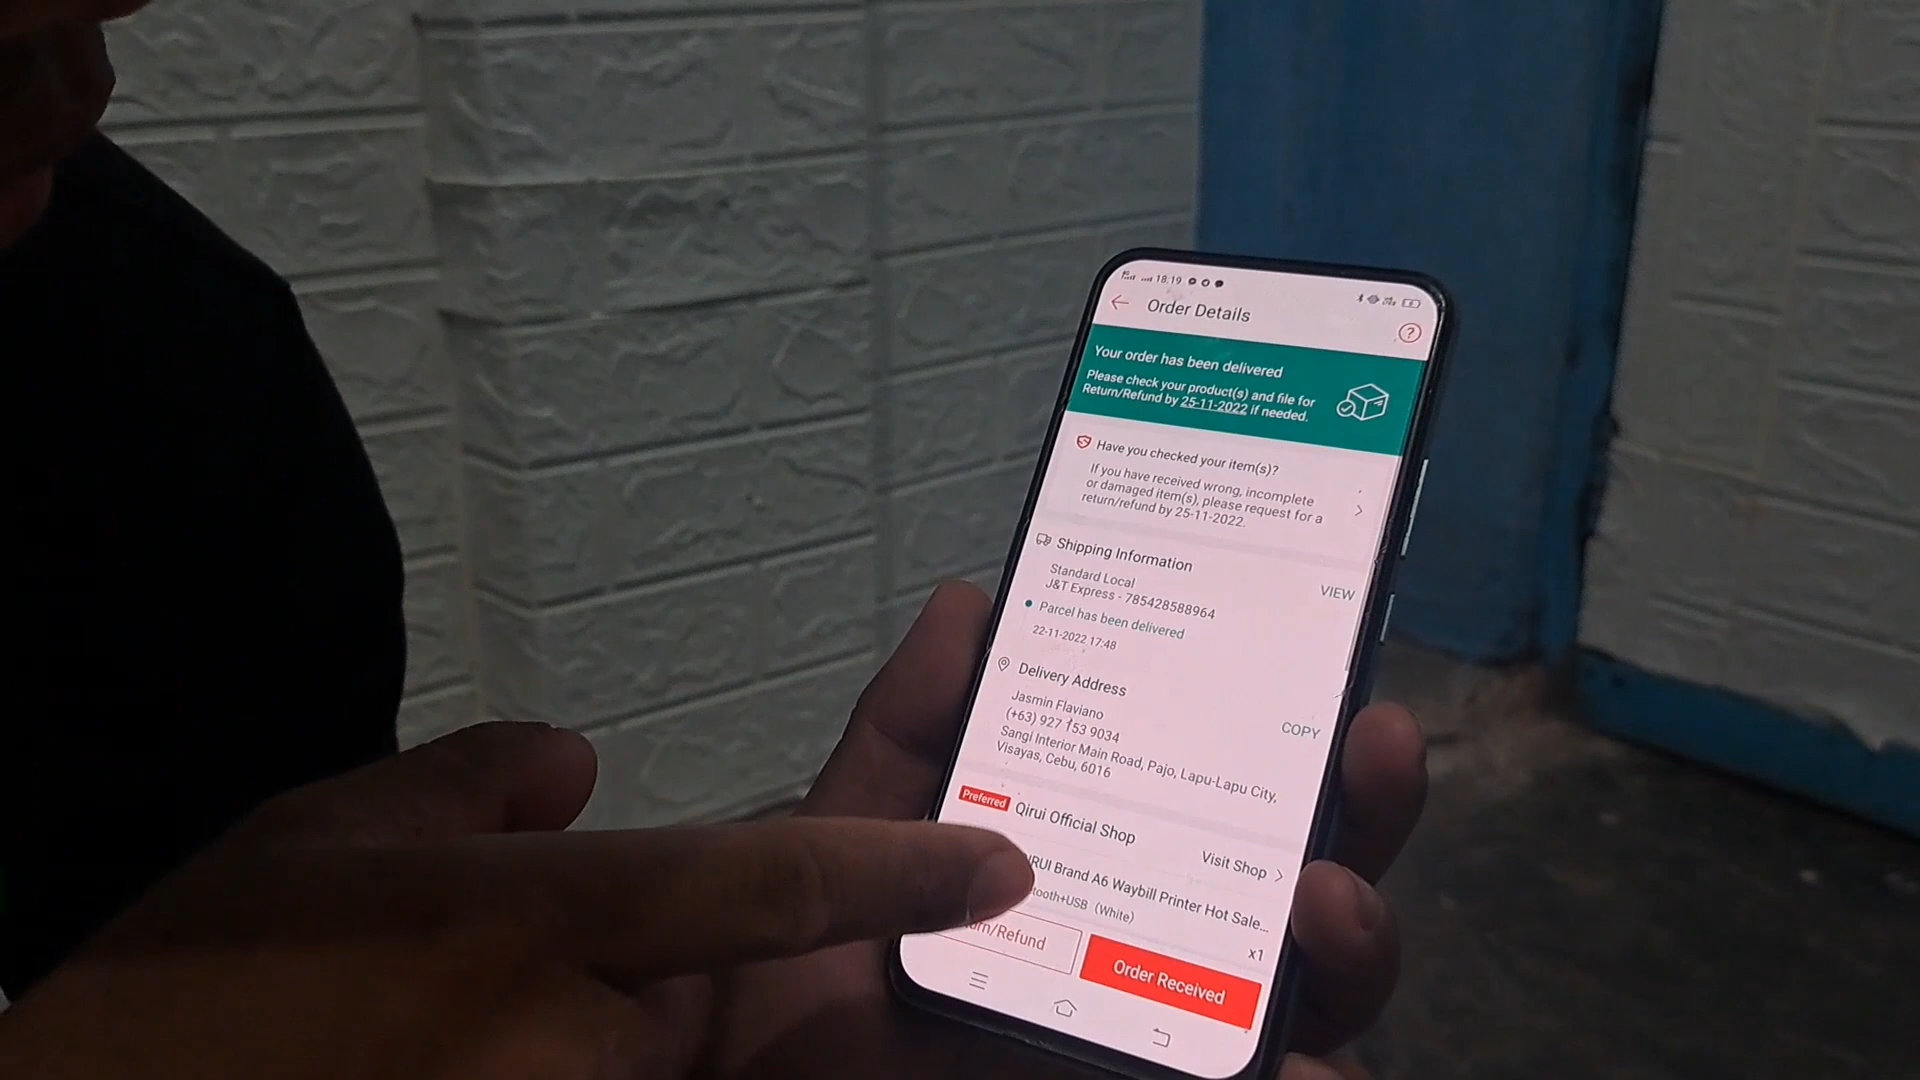 18:19
Order Details
Your order has been delivered
Please check your product(s) and file for
Return/Refund by 25-11-2022 if needed.
Have you checked your item(s)?
If you have received wrong, incomplete
or damaged item(s), please request for a
return/refund by 25-11-2022.
Shipping Information
VIEW
Standard Local
J&T Express - 785428588964
Parcel has been delivered
22-11-2022 17:48
Delivery Address
COPY
Jasmin Flaviano
(+63) 927 153 9034
Sangi Interior Main Road, Pajo, Lapu-Lapu City,
Visayas, Cebu, 6016
Preferred Qirui Official Shop
Visit Shop
IRUI Brand A6 Waybill Printer Hot Sale...
tooth+USB (White)
x1
urn/Refund
Order Received